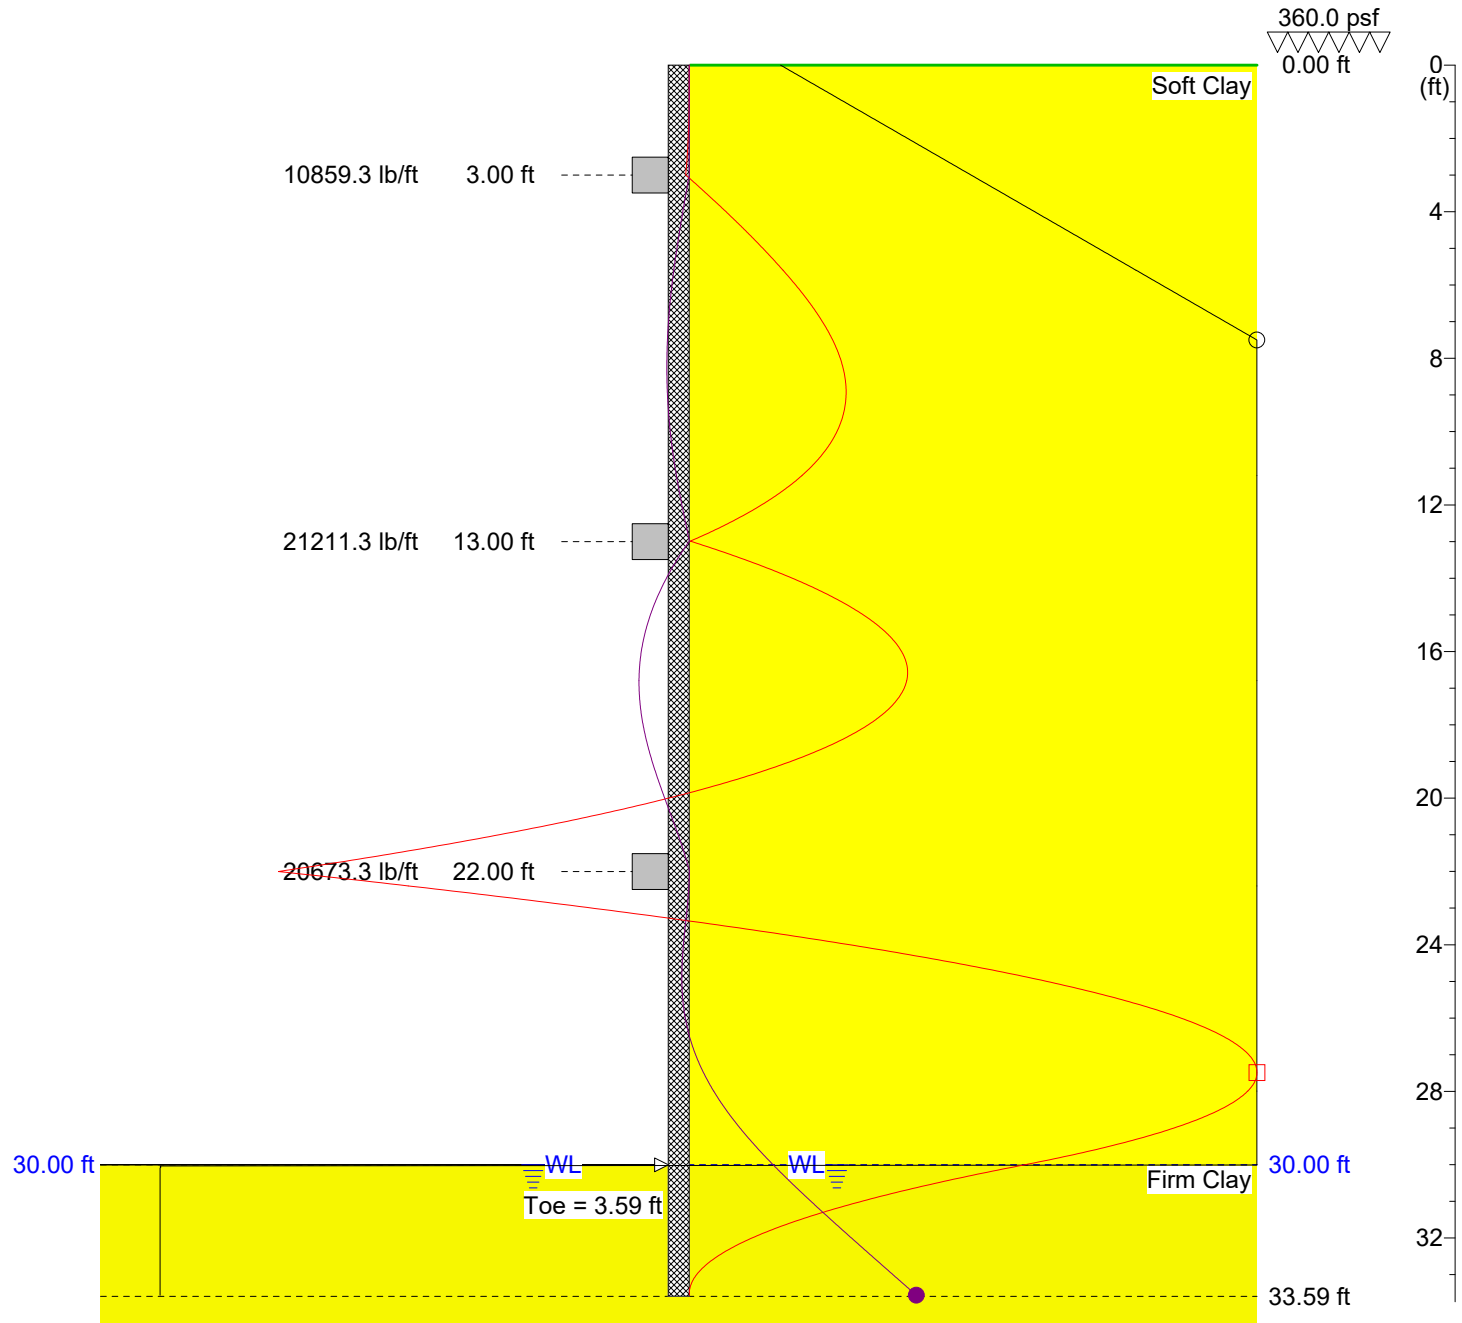 360.0 psf
0.00 ft
0
(ft)
Soft Clay
10859.3 lb/ft 3.00 ft
4
8
12
21211.3 lb/ft 13.00 ft
16
20
20673.3 lb/ft 22.00 ft
24
28
30.00 ft WL WL 30.00 ft
Firm Clay
Toe = 3.59 ft
32
33.59 ft